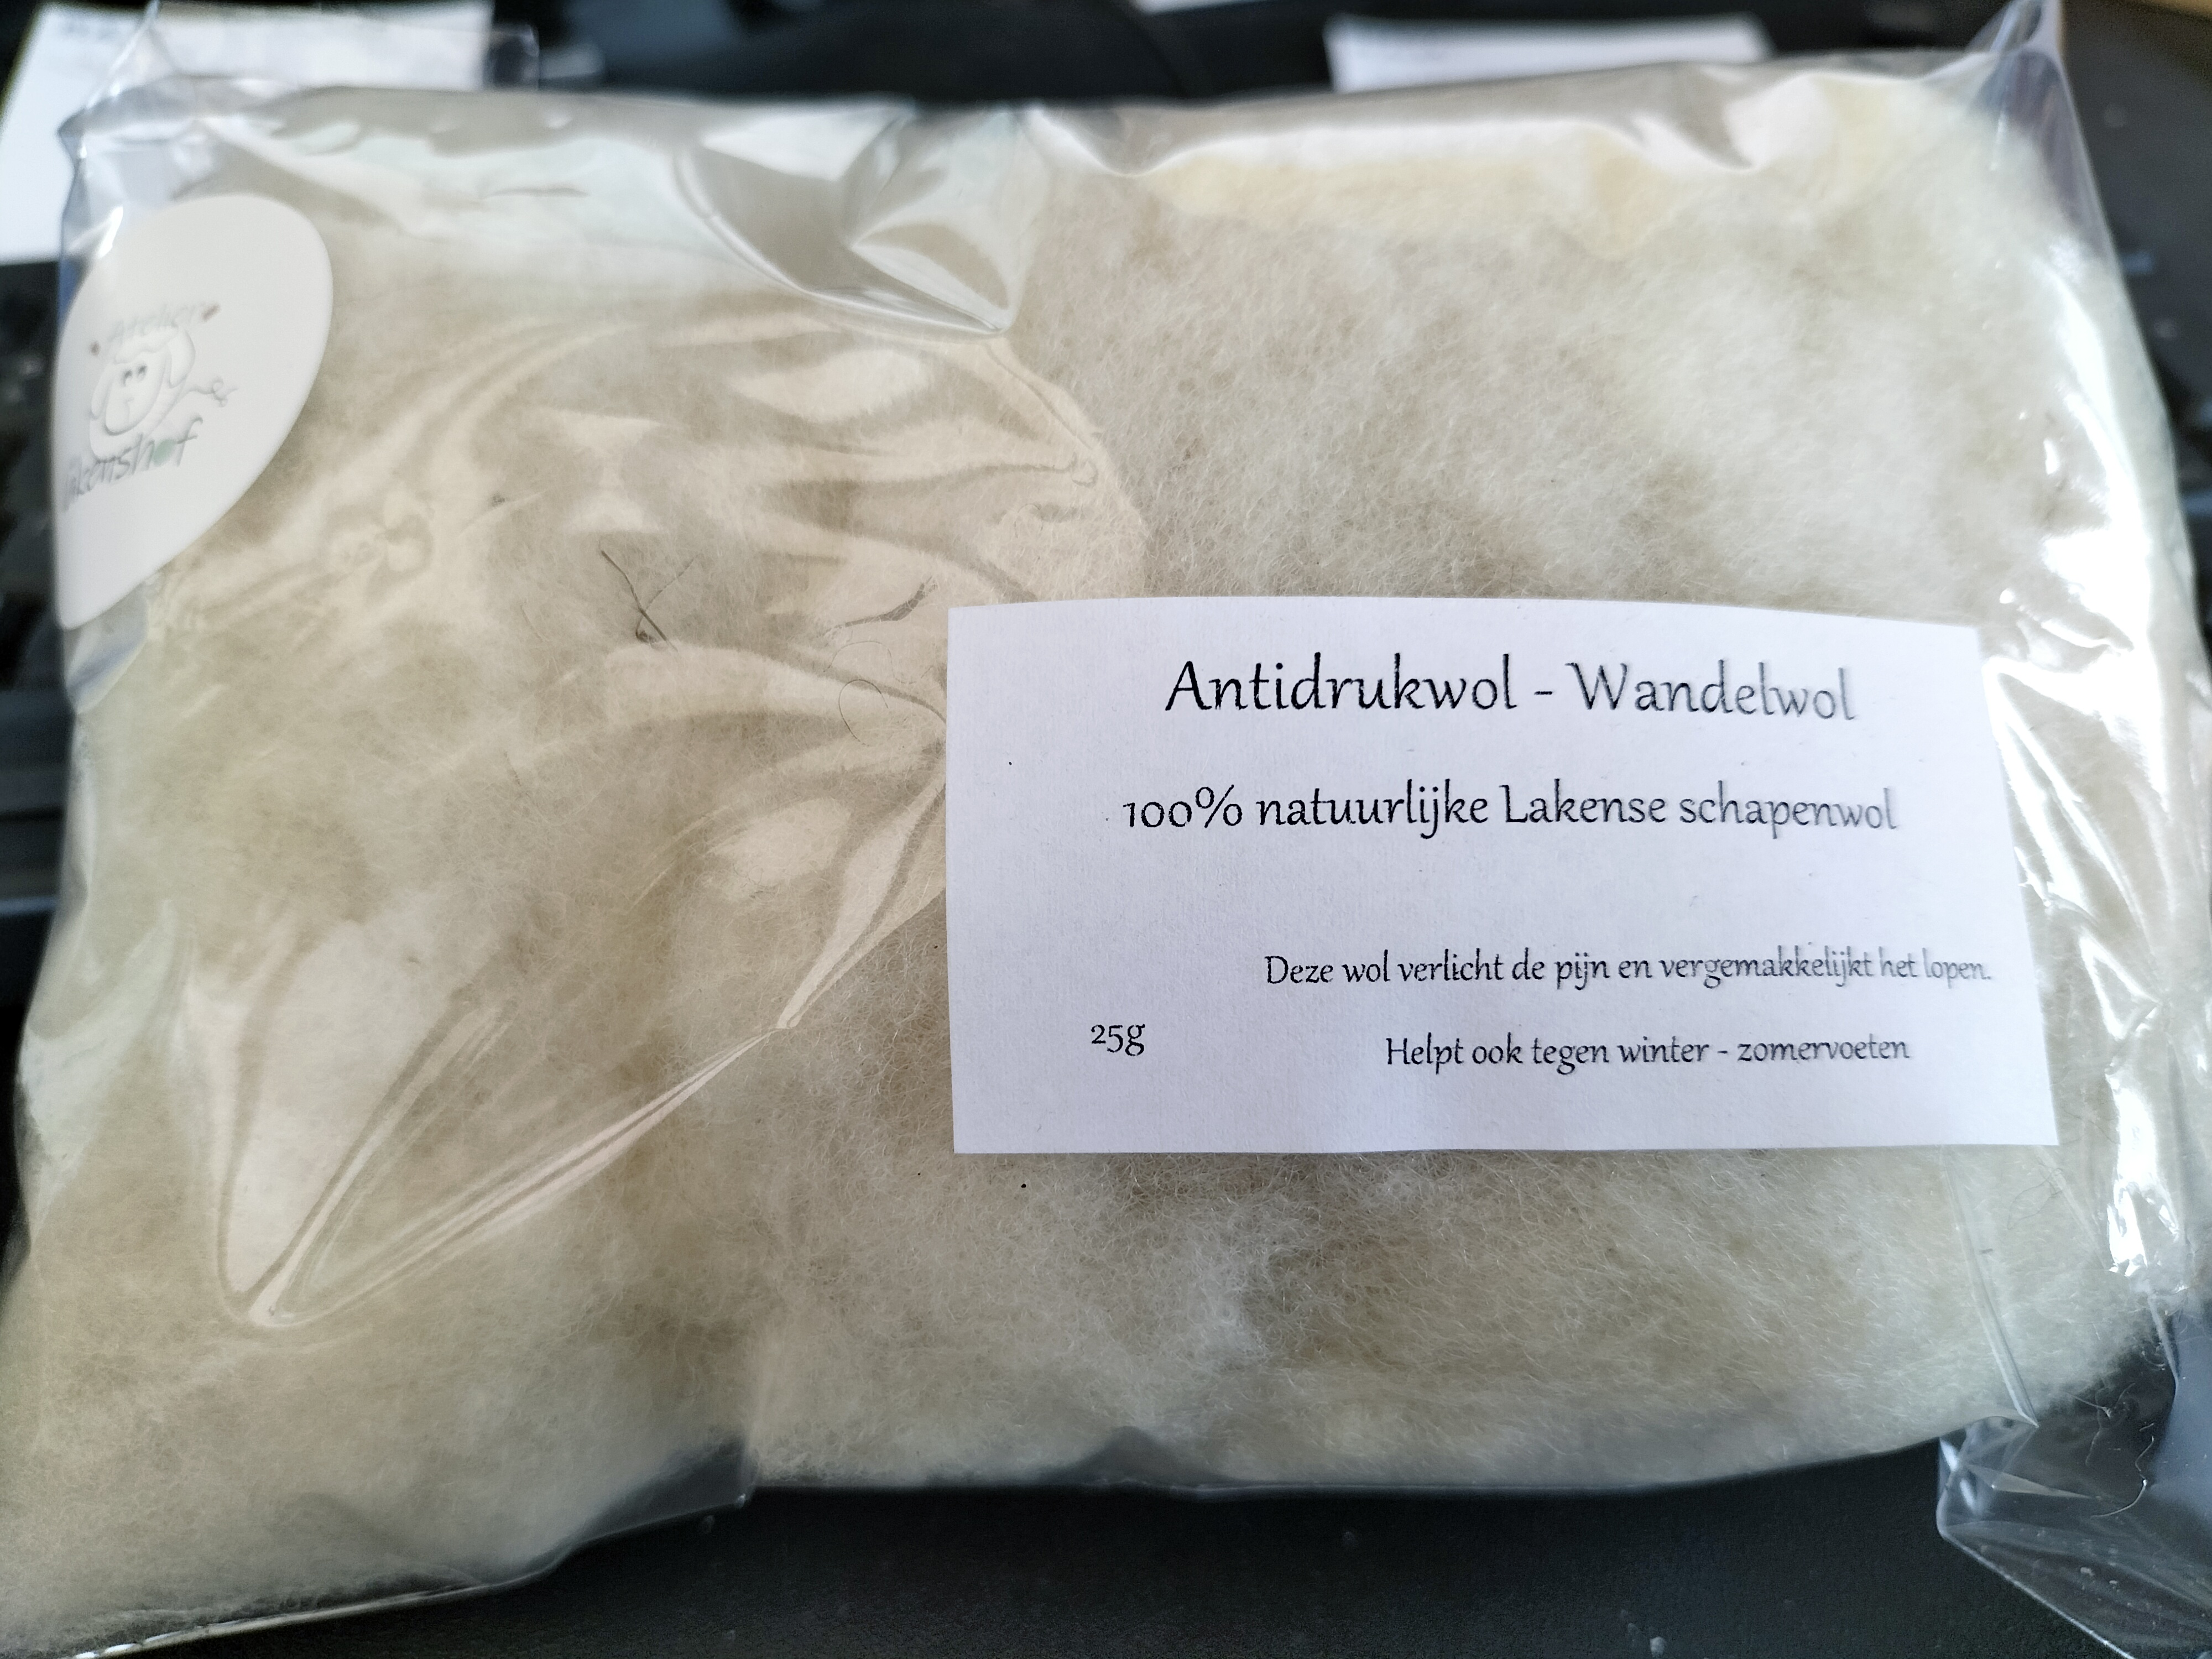 Atelier
Antidrukwol - Wandelwol
100% natuurlijke Lakense schapenwol
Deze wol verlicht de pijn en vergemakkelijkt het lopen.
25g
Helpt ook tegen winter - zomervoeten